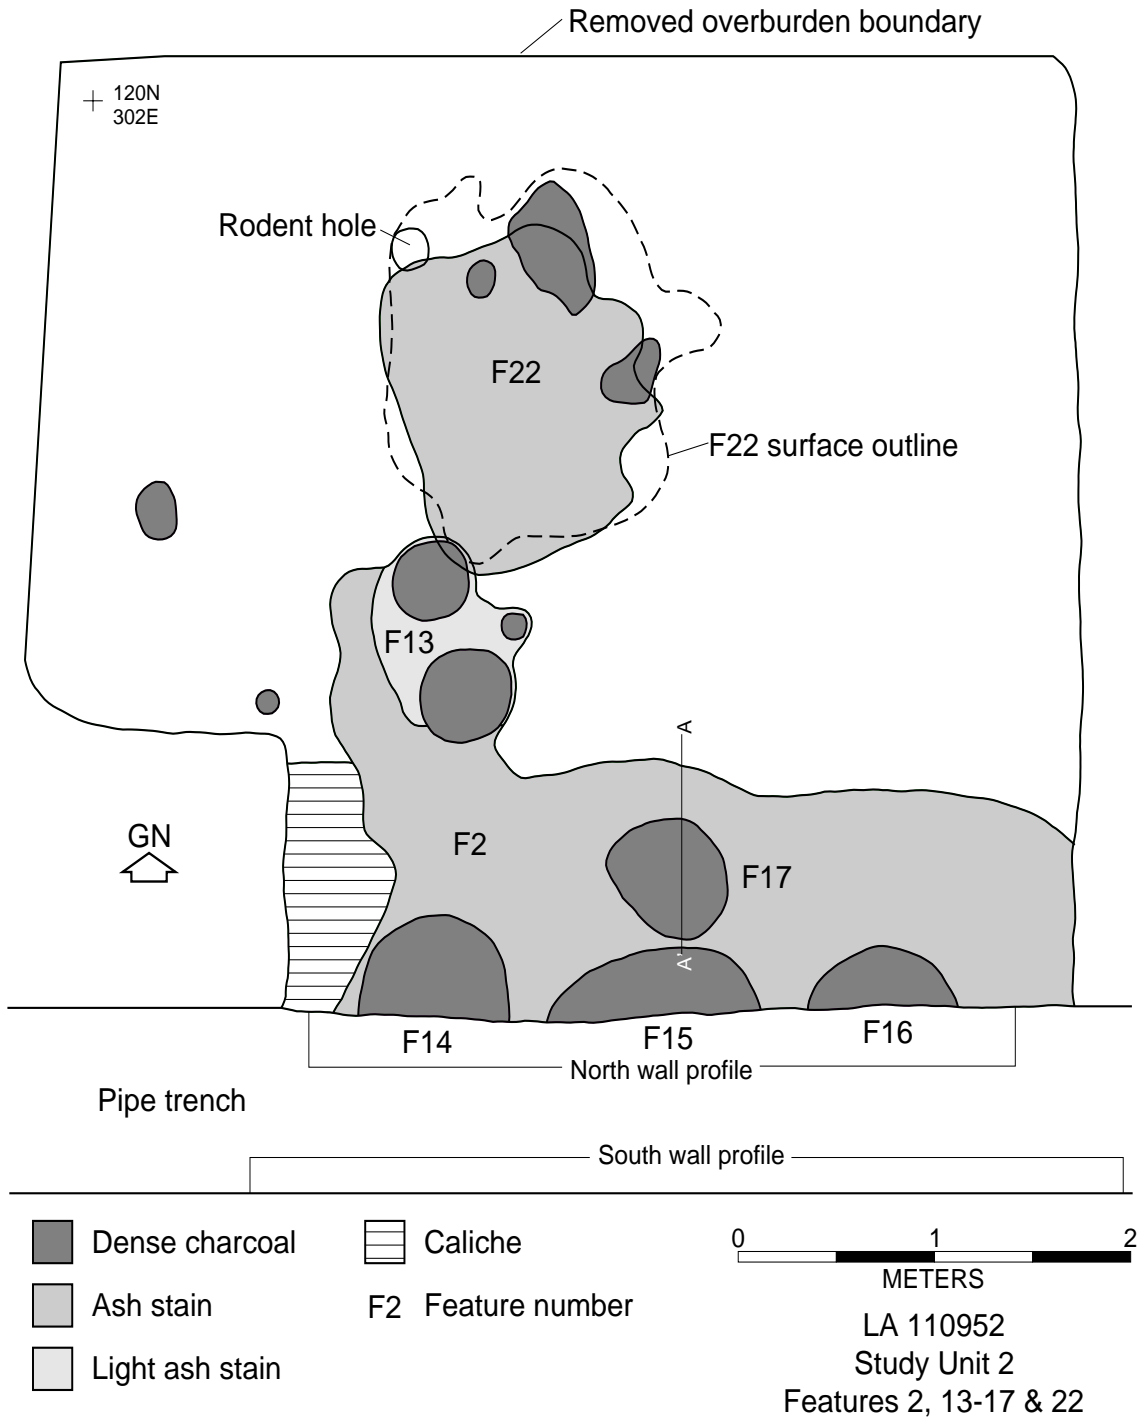 Removed overburden boundary
120N
302E
Rodent hole
F22
F22 surface outline
F13
A
GN
F2
F17
A'
F14
F15
F16
North wall profile
Pipe trench
South wall profile
Dense charcoal
Caliche
0 1 2
METERS
Ash stain
F2 Feature number
Light ash stain
LA 110952
Study Unit 2
Features 2, 13-17 & 22